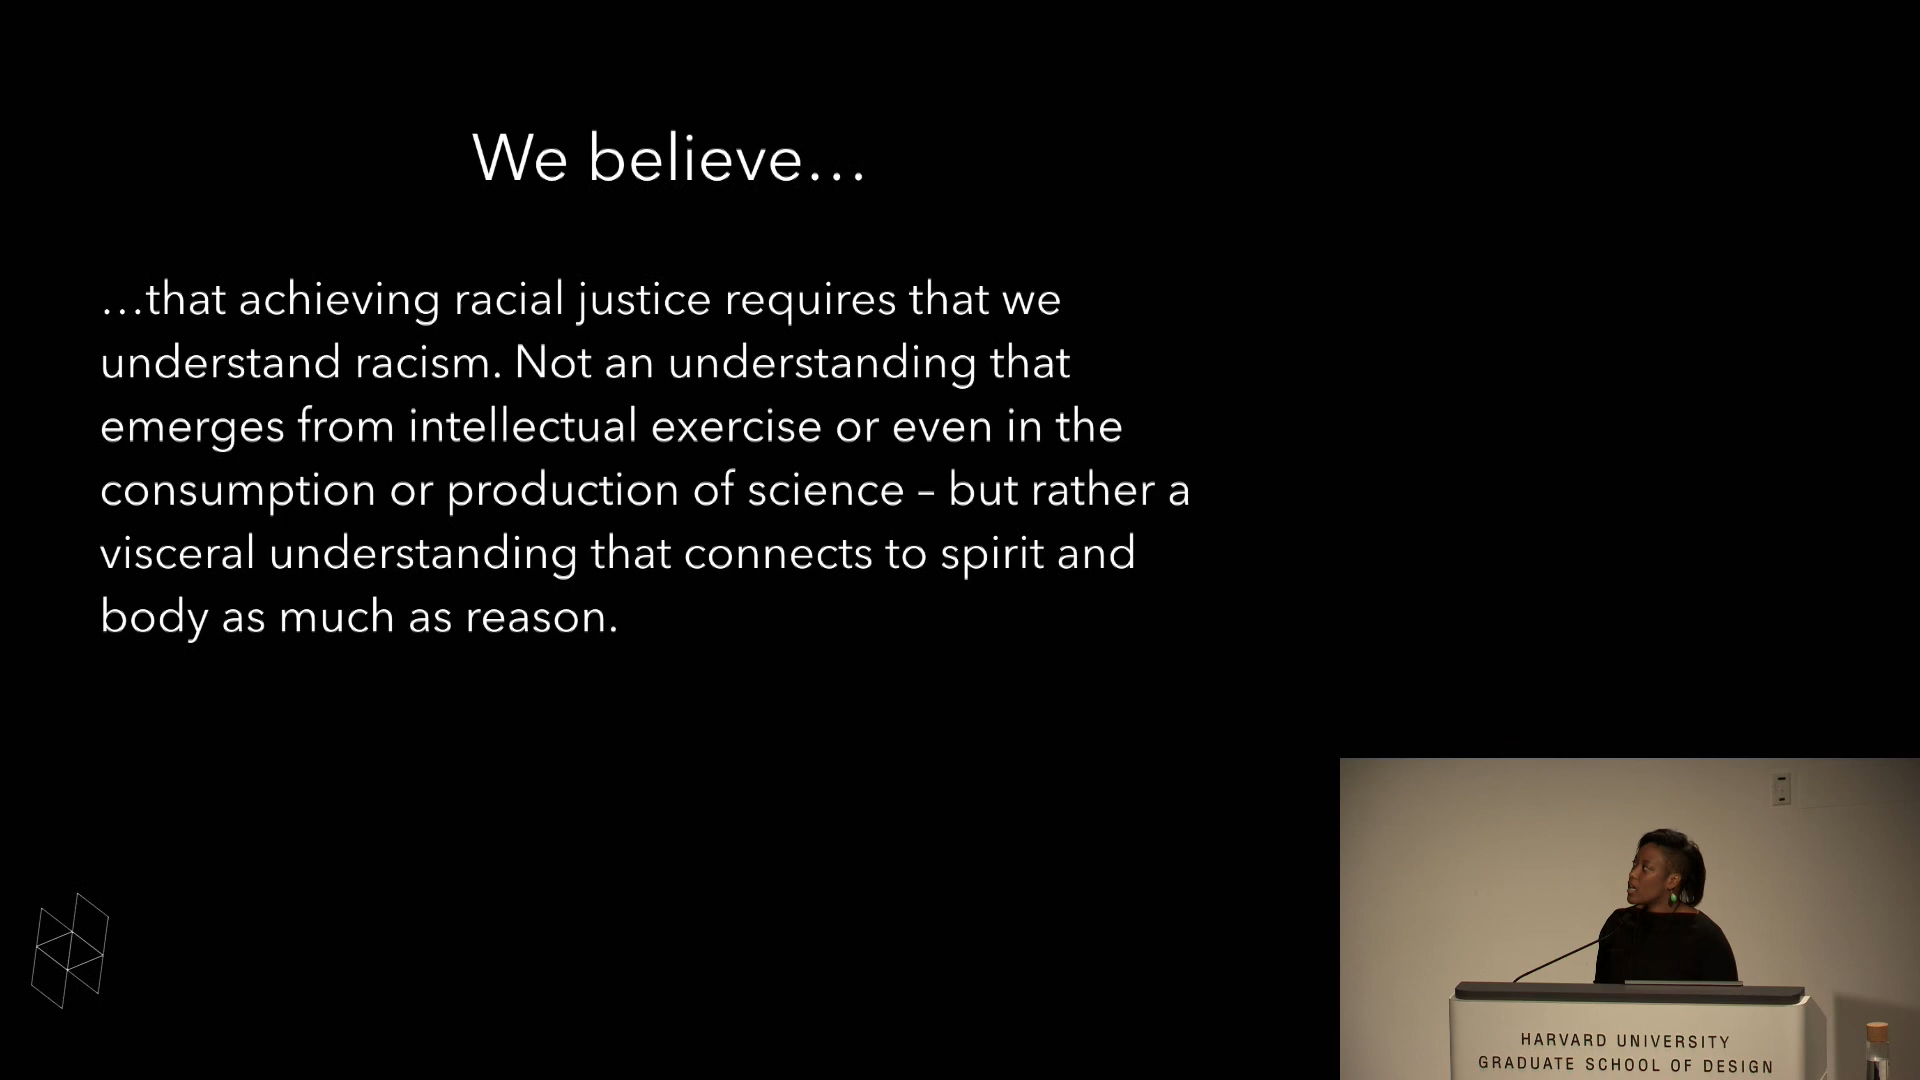 We believe…
…that achieving racial justice requires that we
understand racism. Not an understanding that
emerges from intellectual exercise or even in the
consumption or production of science – but rather a
visceral understanding that connects to spirit and
body as much as reason.
HARVARD UNIVERSITY
GRADUATE SCHOOL OF DESIGN